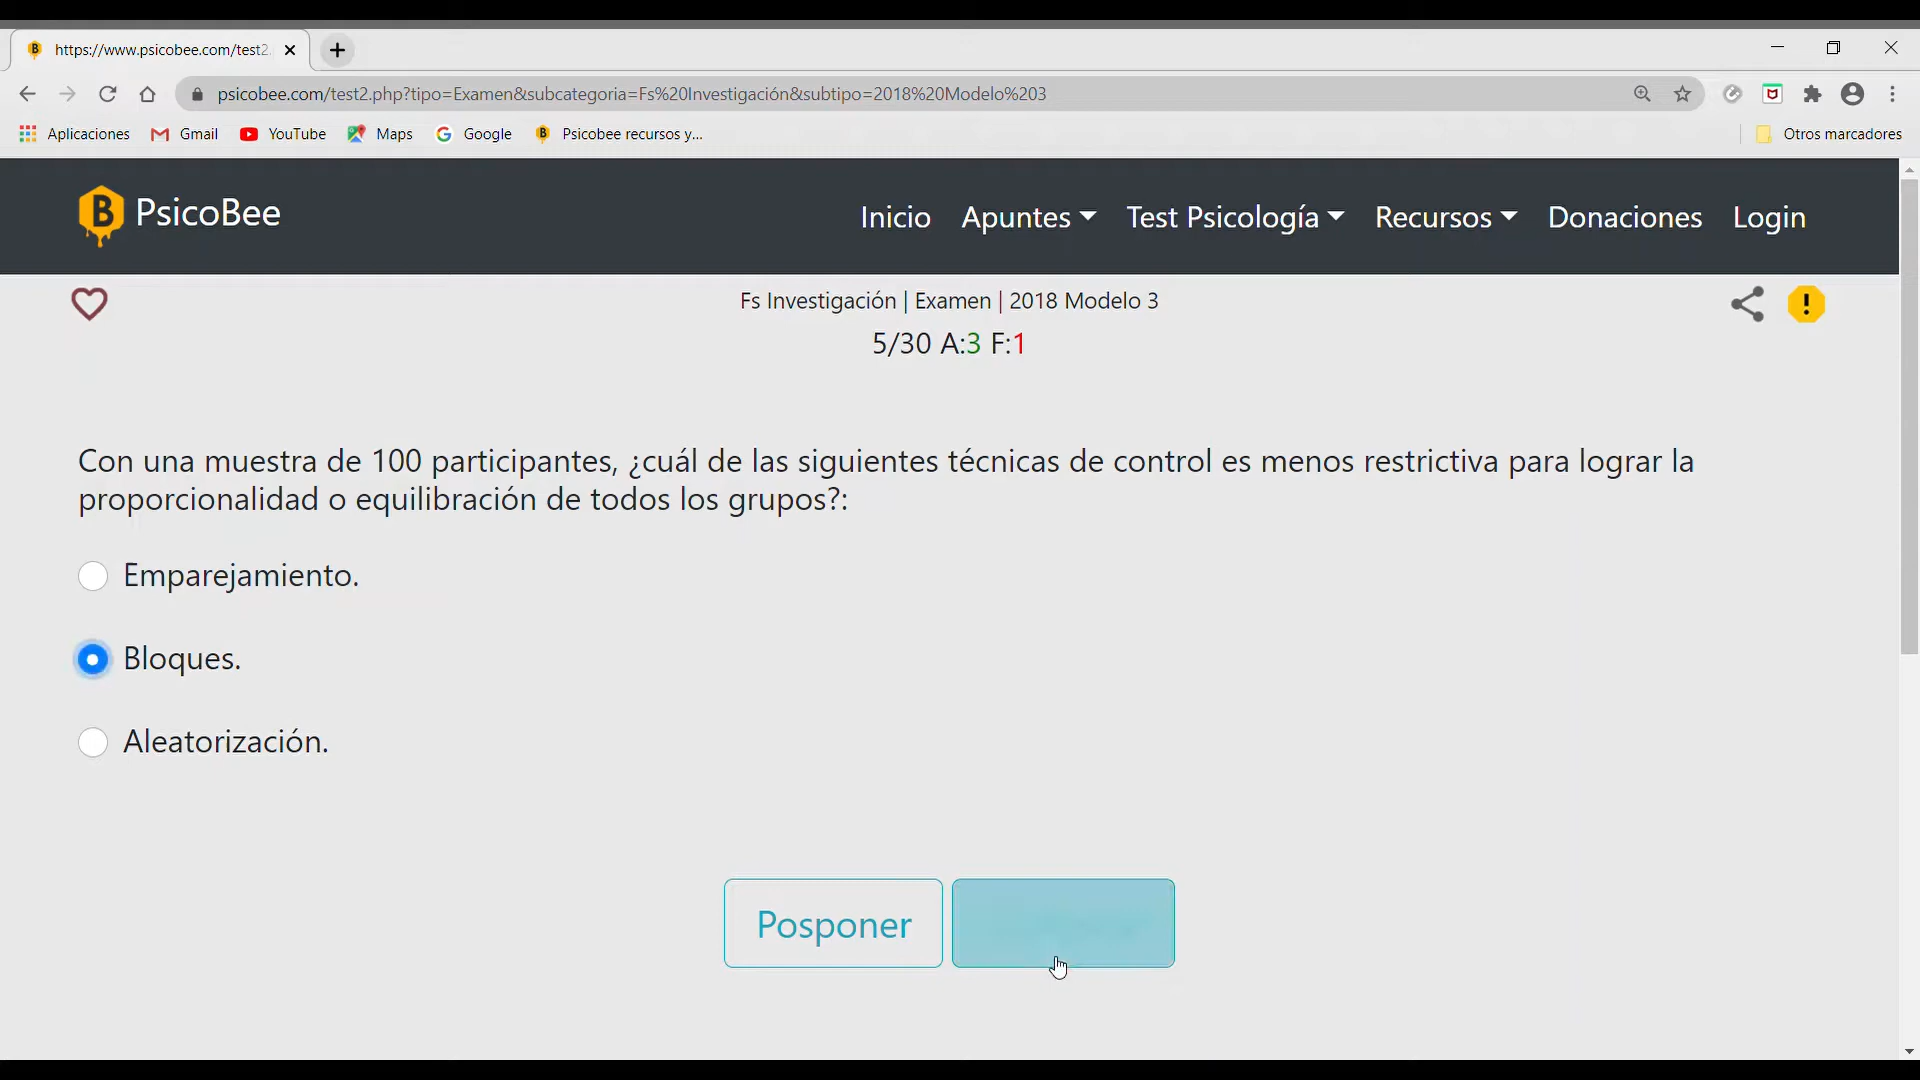 https://www.psicobee.com/test2.
psicobee.com/test2.php?tipo=Examen&subcategoria=Fs%20Investigación&subtipo=2018%20Modelo%203
Aplicaciones Gmail YouTube Maps Google Psicobee recursos y... Otros marcadores
B PsicoBee Inicio Apuntes Test Psicología Recursos Donaciones Login
Fs Investigación | Examen | 2018 Modelo 3
5/30 A:3 F:1
Con una muestra de 100 participantes, ¿cuál de las siguientes técnicas de control es menos restrictiva para lograr la
proporcionalidad o equilibración de todos los grupos?:
Emparejamiento.
Bloques.
Aleatorización.
Posponer